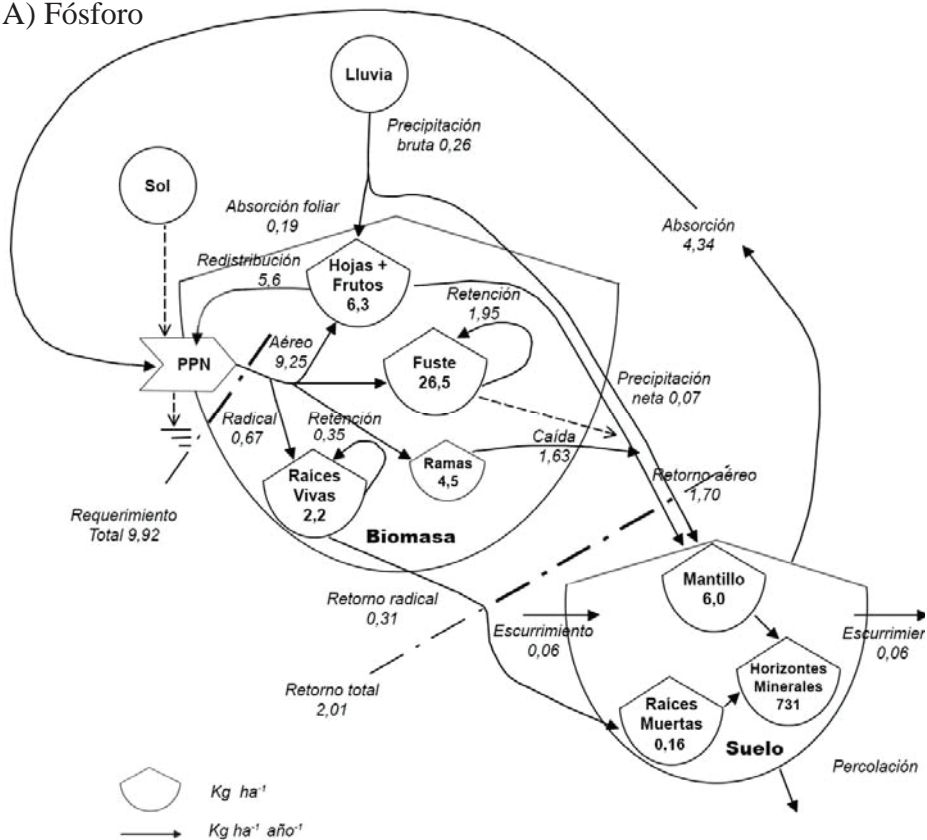 A) Fósforo
Lluvia
Precipitación
bruta 0,26
Sol
Absorción foliar
0,19
Absorción
4,34
Redistribución
5,6
Hojas +
Frutos
6,3
Retención
1,95
Aéreo
9,25
PPN
Fuste
26,5
Precipitación
neta 0,07
Radical
0,67
Retención
0,35
Caída
1,63
Raíces
Vivas
2,2
Ramas
4,5
Retorno aéreo
1,70
Requerimiento
Total 9,92
Biomasa
Mantillo
6,0
Retorno radical
0,31
Escurrimiento
0,06
Escurrimien
0,06
Horizontes
Minerales
731
Retorno total
2,01
Raíces
Muertas
0,16
Suelo
Percolación
Kg ha⁻¹
Kg ha⁻¹ año⁻¹